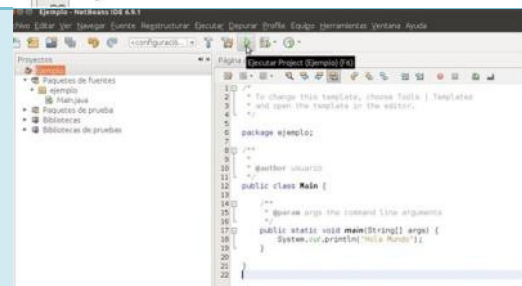 Ejemplo - NetBeans IDE 6.9.1
Archivo Editar Ver Navegar Fuente Reestructurar Ejecutar Depurar Profile Equipo Herramientas Ventana Ayuda
<configuració...
Proyectos
Página
Ejecutar Project (Ejemplo) (F6)
Ejemplo
Paquetes de fuentes
ejemplo
Main.java
Paquetes de prueba
Bibliotecas
Bibliotecas de pruebas
1 /*
2 * To change this template, choose Tools | Templates
3 * and open the template in the editor.
4 */
5
6 package ejemplo;
7
8 /**
9 *
10 * @author usuario
11 */
12 public class Main {
13
14 /**
15 * @param args the command line arguments
16 */
17 public static void main(String[] args) {
18 System.out.println("Hola Mundo");
19 }
20
21 }
22